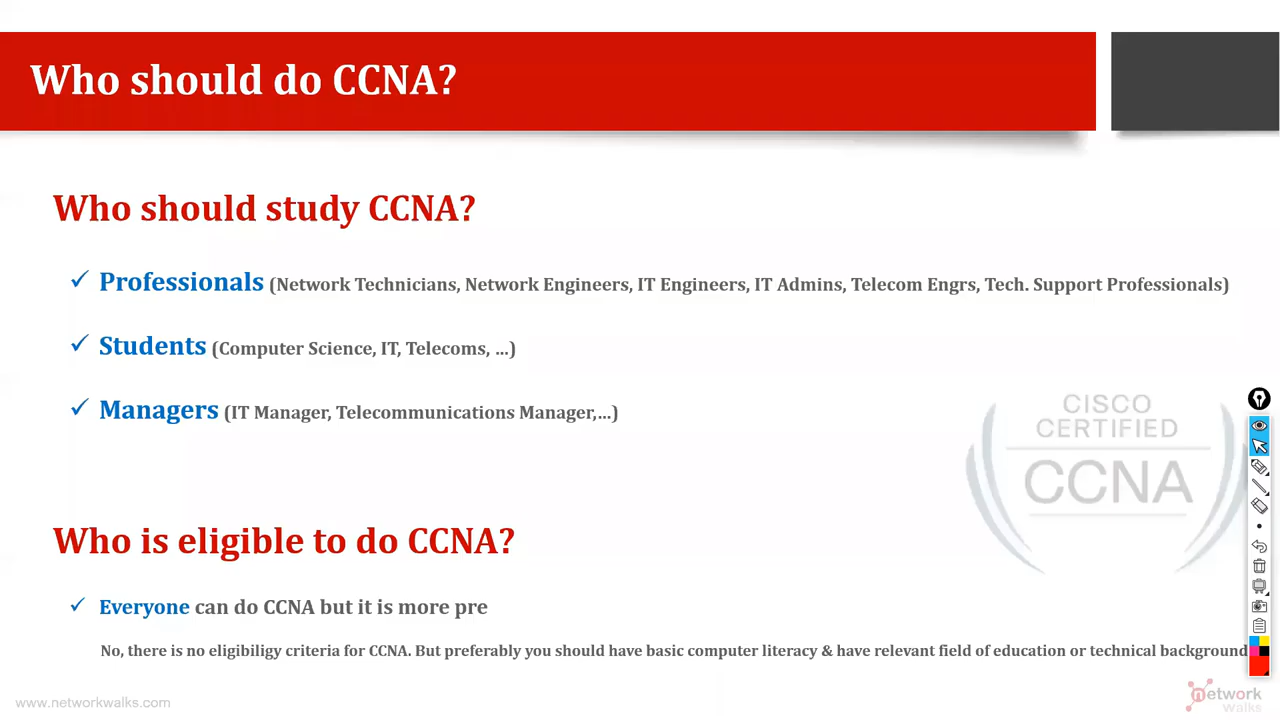 Who should do CCNA?
Who should study CCNA?
✓ Professionals (Network Technicians, Network Engineers, IT Engineers, IT Admins, Telecom Engrs, Tech. Support Professionals)
✓ Students (Computer Science, IT, Telecoms, ...)
✓ Managers (IT Manager, Telecommunications Manager,...)
CISCO
CERTIFIED
CCNA
Who is eligible to do CCNA?
✓ Everyone can do CCNA but it is more pre
No, there is no eligibiligy criteria for CCNA. But preferably you should have basic computer literacy & have relevant field of education or technical background
www.networkwalks.com
network
walks